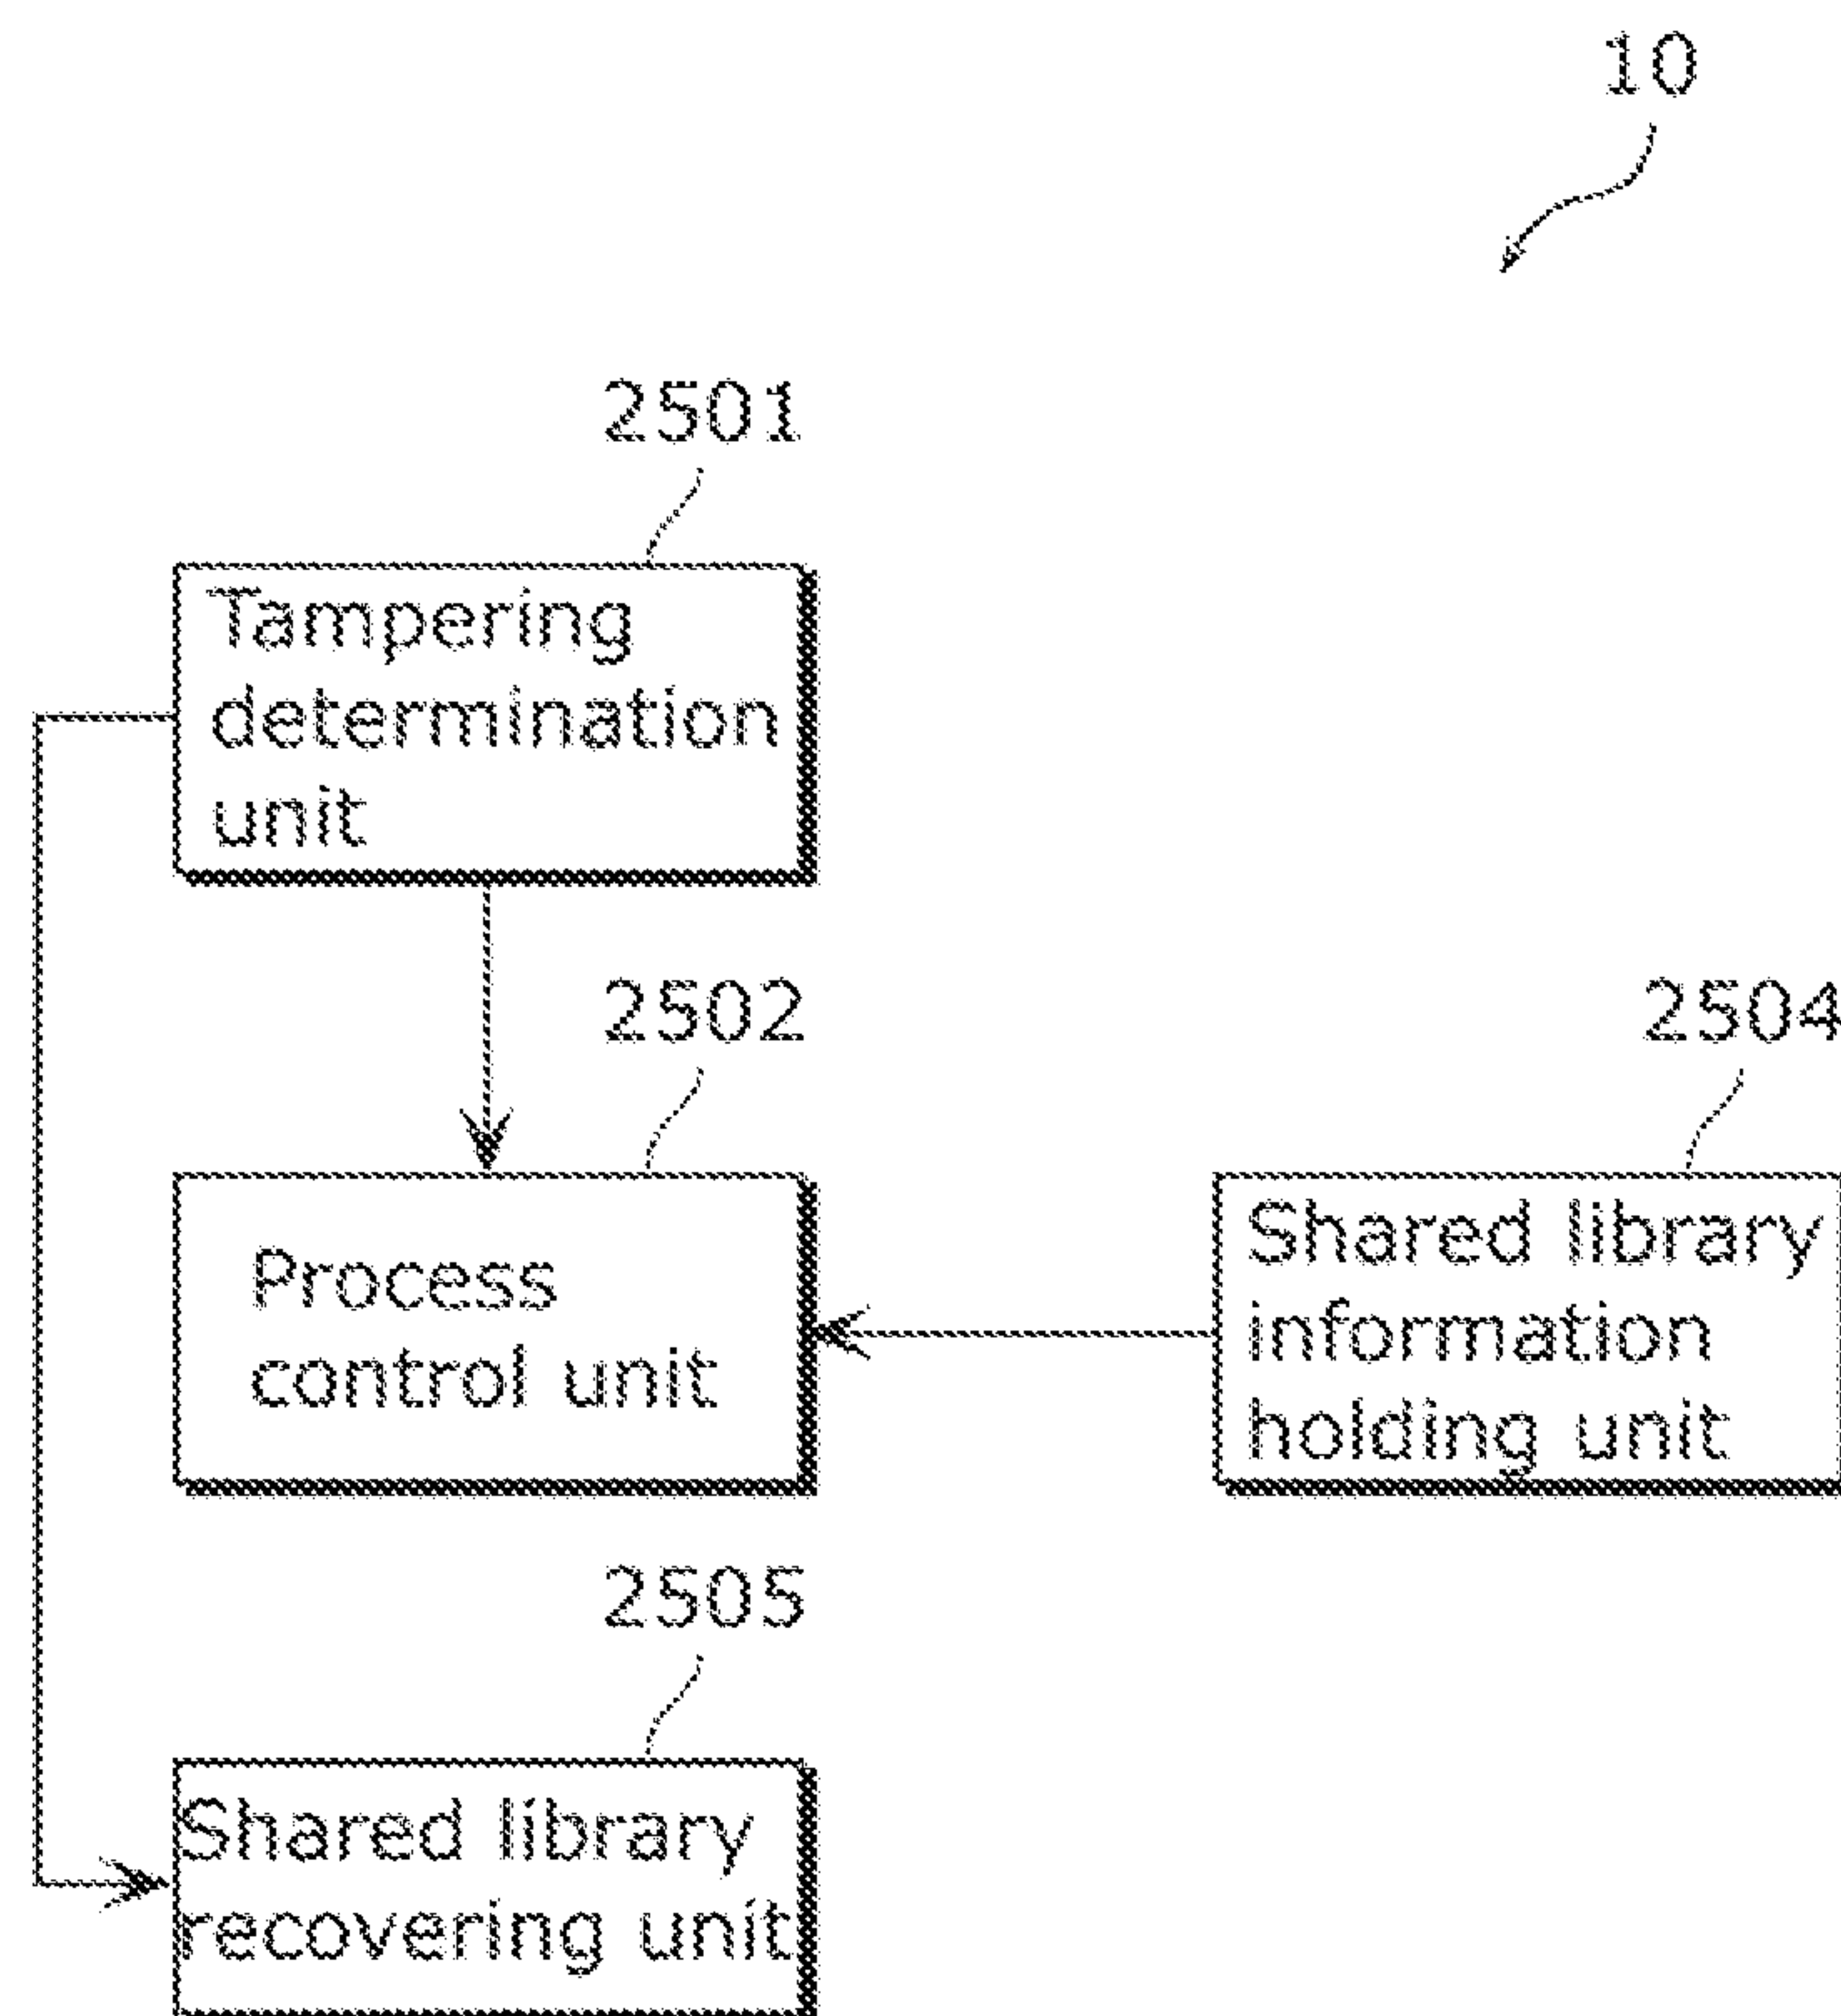 10
2501
Tampering
determination
unit
2502
2504
Process
control unit
Shared library
information
holding unit
2505
Shared library
recovering unit